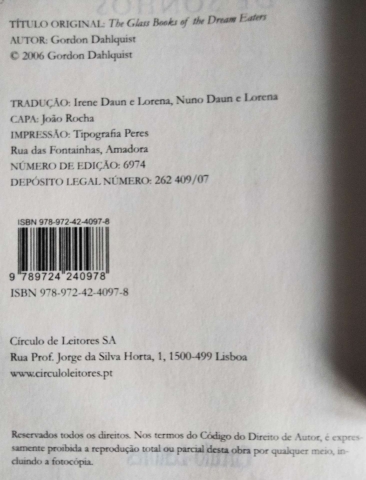 TÍTULO ORIGINAL: The Glass Books of the Dream Eaters
AUTOR: Gordon Dahlquist
© 2006 Gordon Dahlquist
TRADUÇÃO: Irene Daun e Lorena, Nuno Daun e Lorena
CAPA: João Rocha
IMPRESSÃO: Tipografia Peres
Rua das Fontainhas, Amadora
NÚMERO DE EDIÇÃO: 6974
DEPÓSITO LEGAL NÚMERO: 262 409/07
ISBN 978-972-42-4097-8
9 789724 240978
ISBN 978-972-42-4097-8
Círculo de Leitores SA
Rua Prof. Jorge da Silva Horta, 1, 1500-499 Lisboa
www.circuloleitores.pt
Reservados todos os direitos. Nos termos do Código do Direito de Autor, é expres-
samente proibida a reprodução total ou parcial desta obra por qualquer meio, in-
cluindo a fotocópia.